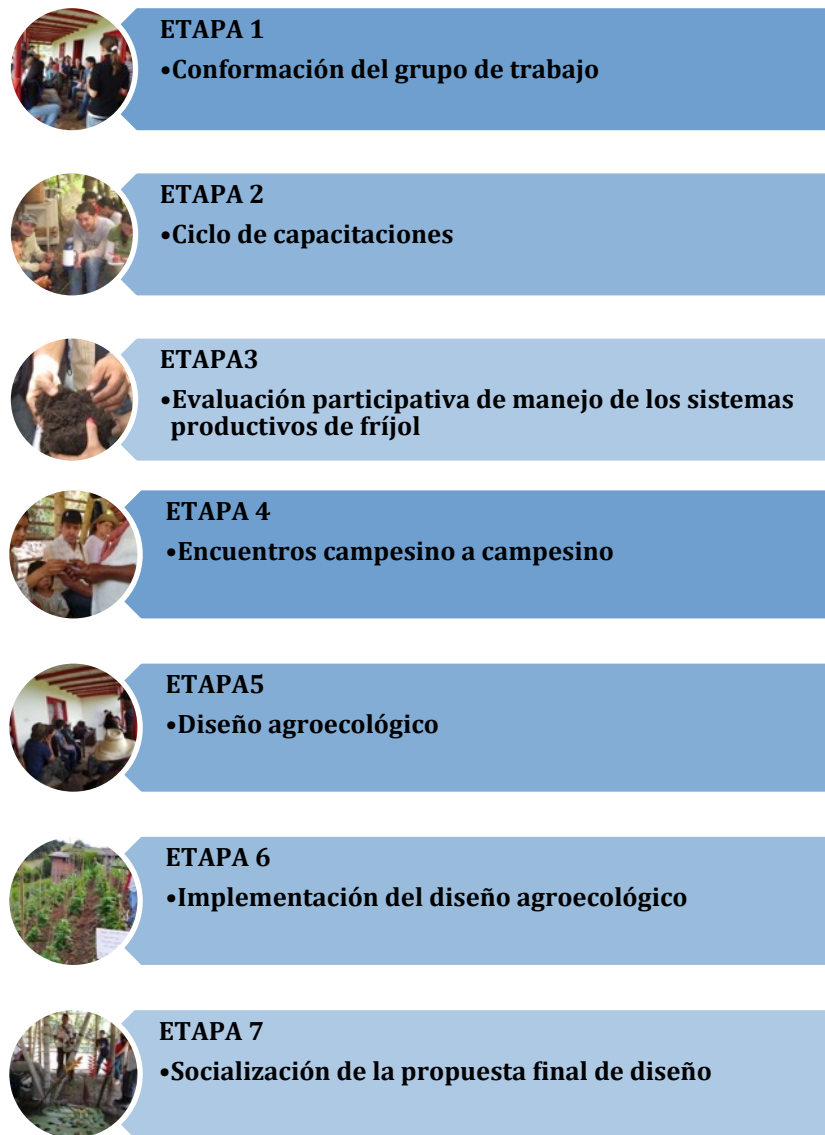 ETAPA 1
•Conformación del grupo de trabajo
ETAPA 2
•Ciclo de capacitaciones
ETAPA3
•Evaluación participativa de manejo de los sistemas
productivos de fríjol
ETAPA 4
•Encuentros campesino a campesino
ETAPA5
•Diseño agroecológico
ETAPA 6
•Implementación del diseño agroecológico
ETAPA 7
•Socialización de la propuesta final de diseño